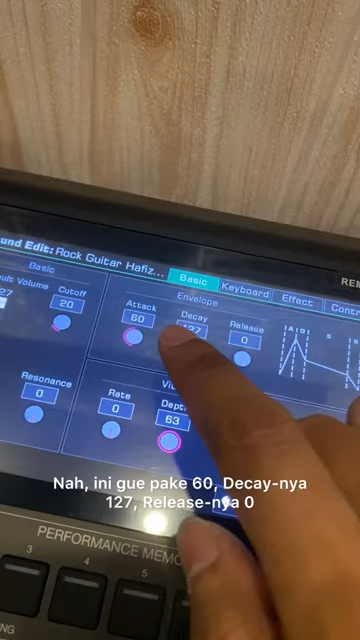 und Edit:Rock Guitar Hafiz...
Basic
Keyboard
Effect
Contr
REM
Basic
ult Volume
27
Cutoff
20
Resonance
0
Envelope
Attack
60
Decay
127
Release
0
A D S
Rate
0
Depth
63
Nah, ini gue pake 60, Decay-nya
127, Release-nya 0
PERFORMANCE MEMO
3
4
5
NG